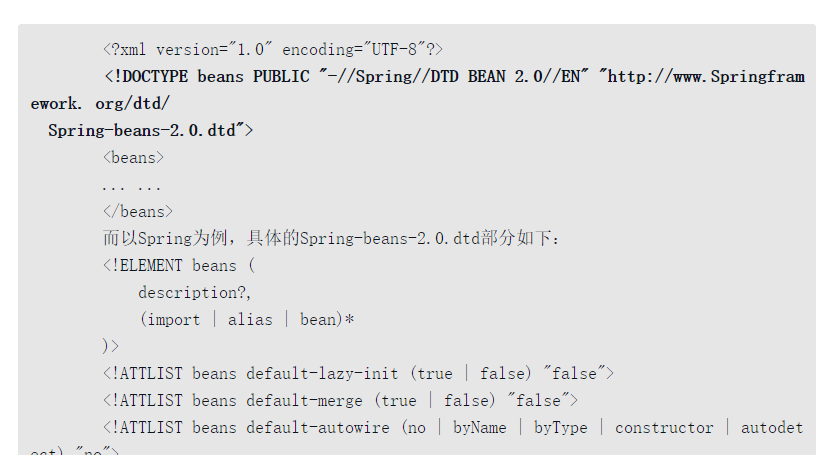 <?xml version="1.0" encoding="UTF-8"?>
<!DOCTYPE beans PUBLIC "-//Spring//DTD BEAN 2.0//EN" "http://www.Springfram
ework. org/dtd/
Spring-beans-2.0.dtd">
<beans>
... ...
</beans>
而以Spring为例，具体的Spring-beans-2.0.dtd部分如下：
<!ELEMENT beans (
description?,
(import | alias | bean)*
)>
<!ATTLIST beans default-lazy-init (true | false) "false">
<!ATTLIST beans default-merge (true | false) "false">
<!ATTLIST beans default-autowire (no | byName | byType | constructor | autodet
ect) "no">